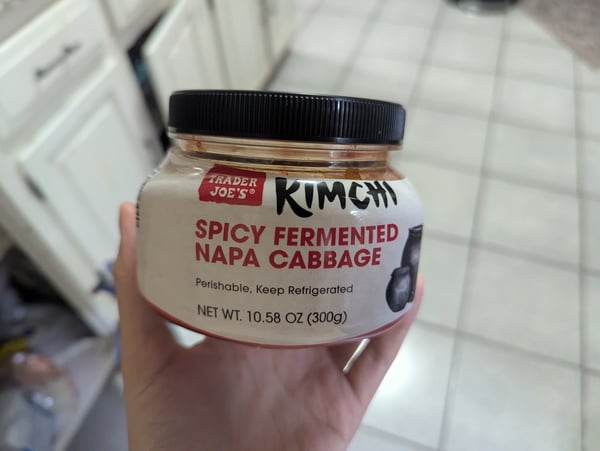 TRADER
JOE'S®
KIMCHI
SPICY FERMENTED
NAPA CABBAGE
Perishable, Keep Refrigerated
NET WT. 10.58 OZ (300g)